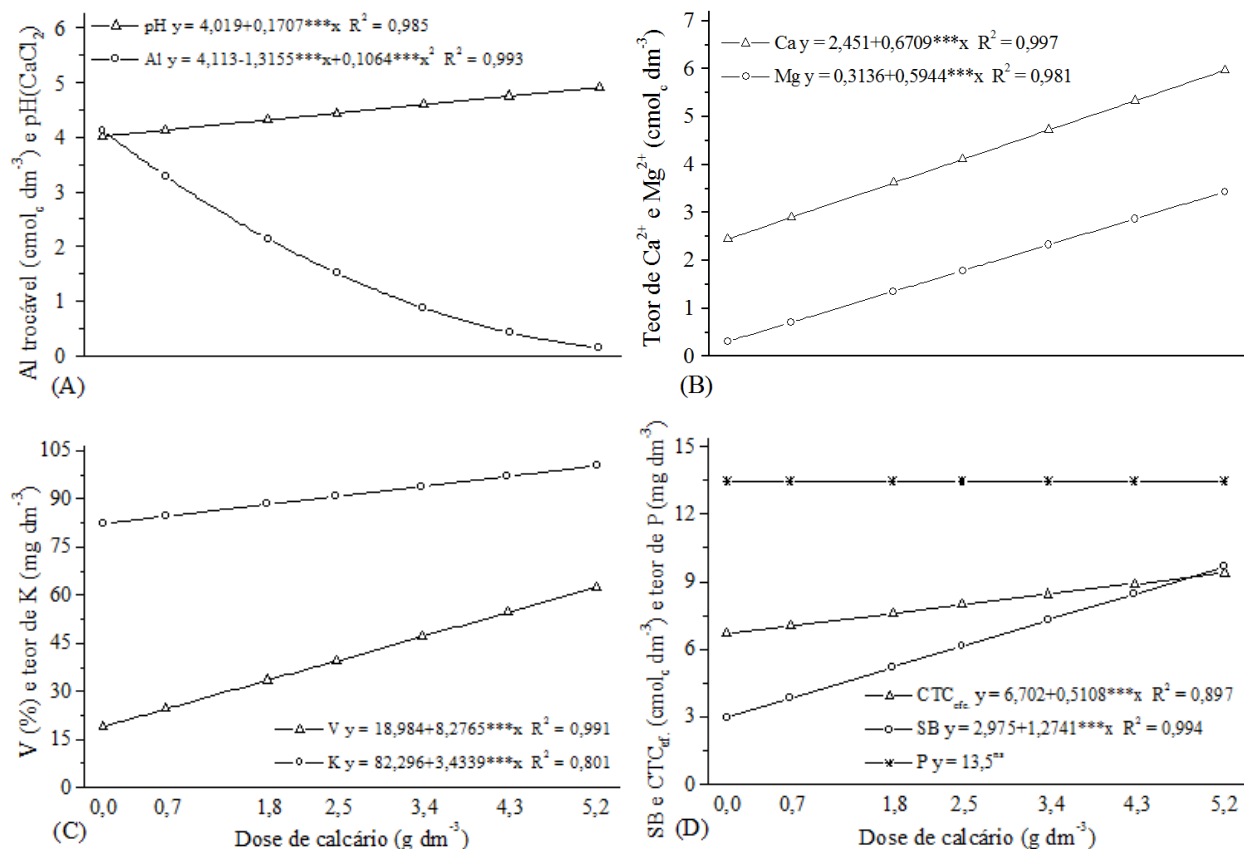 pH y = 4,019+0,1707***x R² = 0,985
Al y = 4,113-1,3155***x+0,1064***x² R² = 0,993
Al trocável (cmol_c dm⁻³) e pH(CaCl₂)
6
5
4
3
2
1
0
(A)
Ca y = 2,451+0,6709***x R² = 0,997
Mg y = 0,3136+0,5944***x R² = 0,981
Teor de Ca²⁺ e Mg²⁺ (cmol_c dm⁻³)
7
6
5
4
3
2
1
0
(B)
V (%) e teor de K (mg dm⁻³)
105
90
75
60
45
30
15
0
V y = 18,984+8,2765***x R² = 0,991
K y = 82,296+3,4339***x R² = 0,801
0,0 0,7 1,8 2,5 3,4 4,3 5,2
(C) Dose de calcário (g dm⁻³)
SB e CTC_ef. (cmol_c dm⁻³) e teor de P (mg dm⁻³)
15
12
9
6
3
0
CTC_efe. y = 6,702+0,5108***x R² = 0,897
SB y = 2,975+1,2741***x R² = 0,994
P y = 13,5ⁿˢ
0,0 0,7 1,8 2,5 3,4 4,3 5,2
(D) Dose de calcário (g dm⁻³)